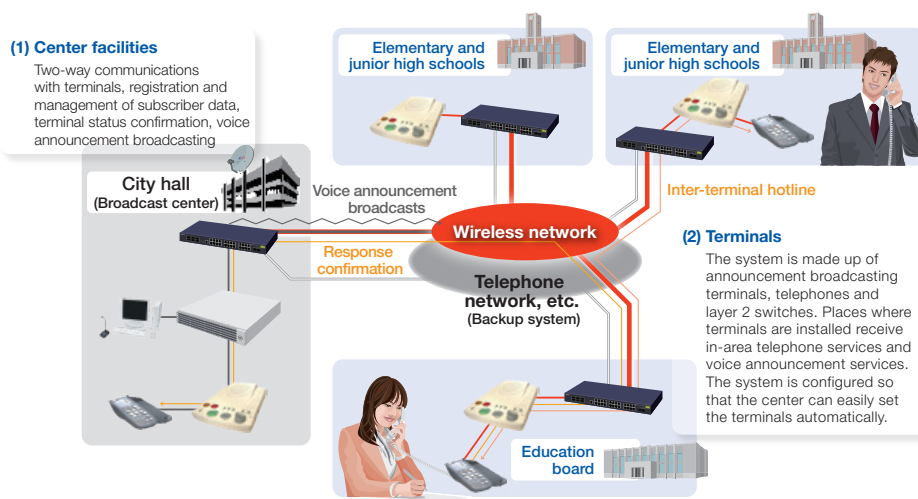 (1) Center facilities
Two-way communications
with terminals, registration and
management of subscriber data,
terminal status confirmation, voice
announcement broadcasting
City hall
(Broadcast center)
Elementary and
junior high schools
Elementary and
junior high schools
Voice announcement
broadcasts
Inter-terminal hotline
Wireless network
Response
confirmation
Telephone
network, etc.
(Backup system)
(2) Terminals
The system is made up of
announcement broadcasting
terminals, telephones and
layer 2 switches. Places where
terminals are installed receive
in-area telephone services and
voice announcement services.
The system is configured so
that the center can easily set
the terminals automatically.
Education
board